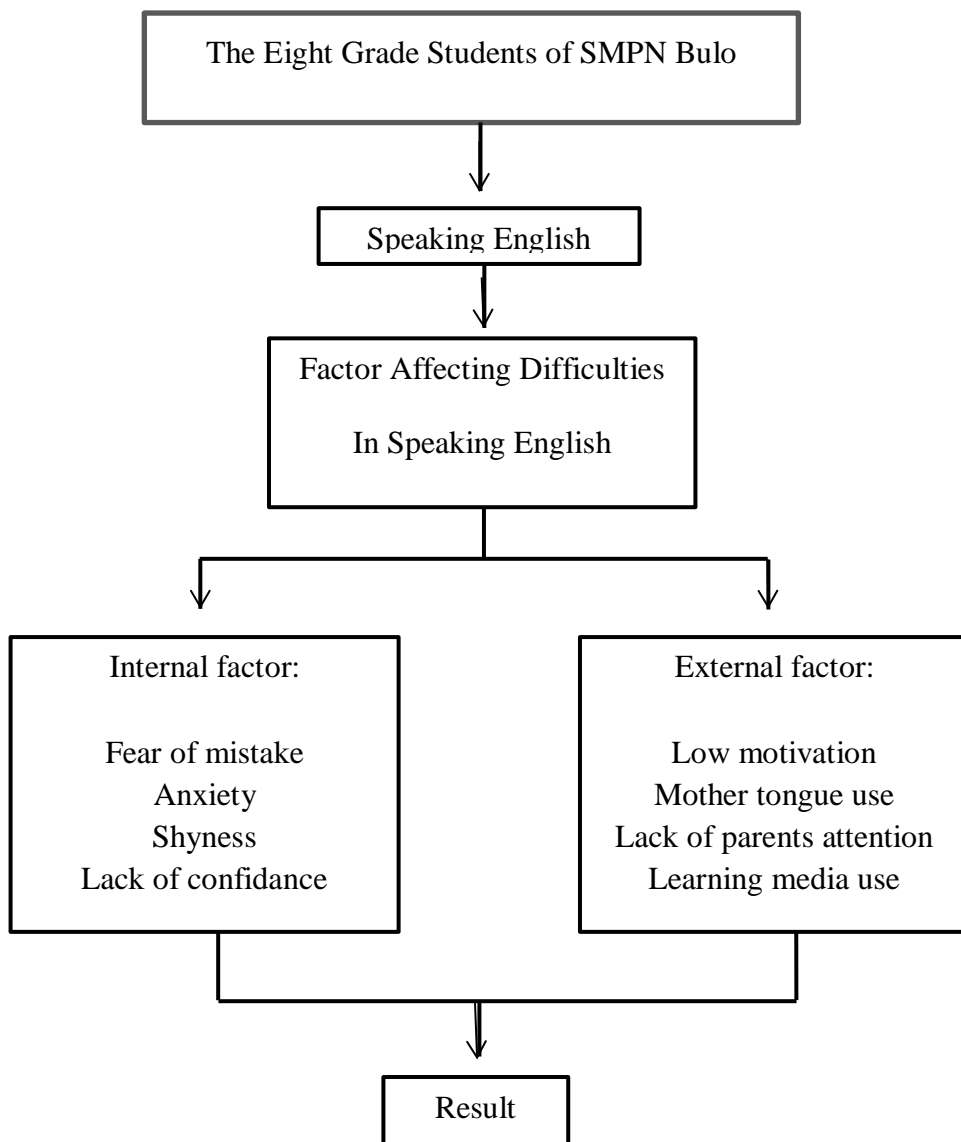 The Eight Grade Students of SMPN Bulo
Speaking English
Factor Affecting Difficulties
In Speaking English
Internal factor:
Fear of mistake
Anxiety
Shyness
Lack of confidance
External factor:
Low motivation
Mother tongue use
Lack of parents attention
Learning media use
Result